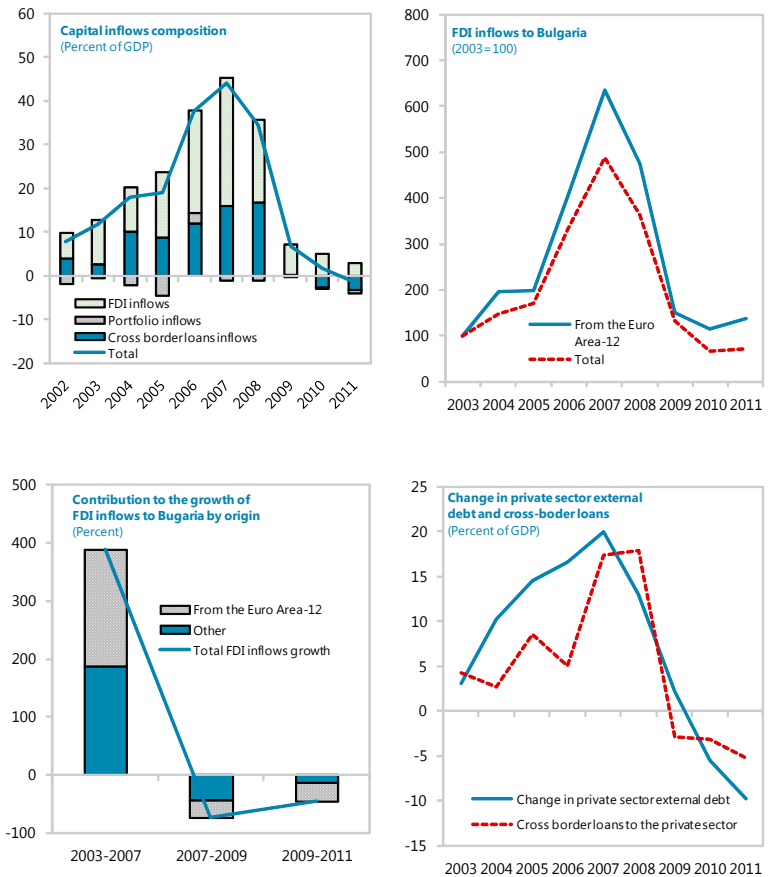 Capital inflows composition
(Percent of GDP)
60
50
40
30
20
10
0
-10
-20
FDI inflows
Portfolio inflows
Cross border loans inflows
Total
2002
2003
2004
2005
2006
2007
2008
2009
2010
2011
FDI inflows to Bulgaria
(2003=100)
800
700
600
500
400
300
200
100
0
From the Euro
Area-12
Total
2003 2004 2005 2006 2007 2008 2009 2010 2011
Contribution to the growth of
FDI inflows to Bugaria by origin
(Percent)
500
400
300
200
100
0
-100
From the Euro Area-12
Other
Total FDI inflows growth
2003-2007 2007-2009 2009-2011
Change in private sector external
debt and cross-boder loans
(Percent of GDP)
25
20
15
10
5
0
-5
-10
-15
Change in private sector external debt
Cross border loans to the private sector
2003 2004 2005 2006 2007 2008 2009 2010 2011